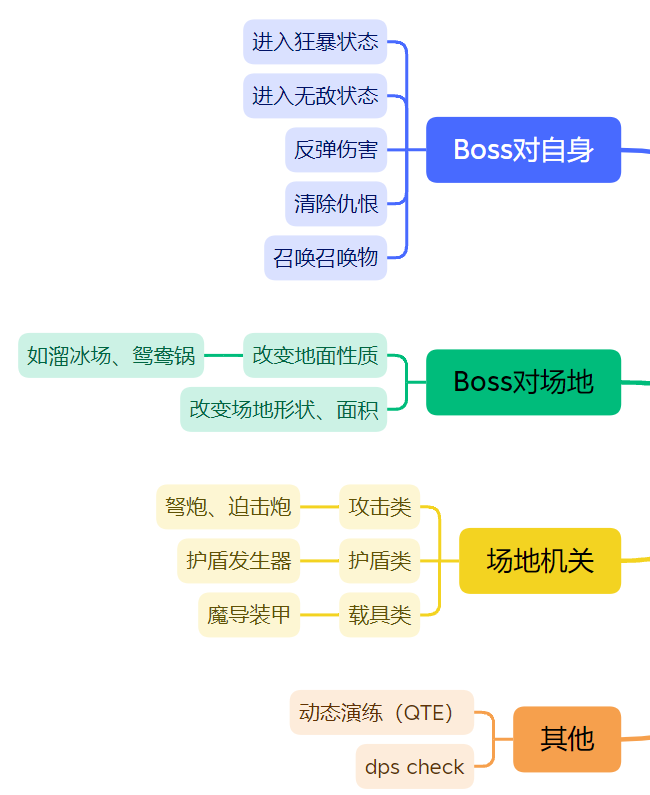 进入狂暴状态
进入无敌状态
反弹伤害
清除仇恨
召唤召唤物
Boss对自身
如溜冰场、鸳鸯锅
改变地面性质
改变场地形状、面积
Boss对场地
弩炮、迫击炮
攻击类
护盾发生器
护盾类
魔导装甲
载具类
场地机关
动态演练（QTE）
dps check
其他